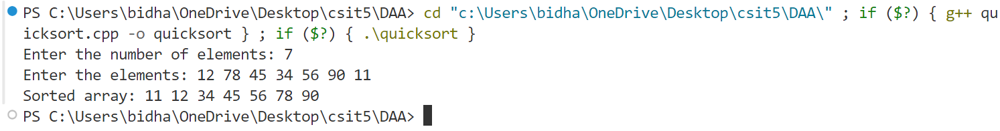 PS C:\Users\bidha\OneDrive\Desktop\csit5\DAA> cd "c:\Users\bidha\OneDrive\Desktop\csit5\DAA\" ; if ($?) { g++ qu
icksort.cpp -o quicksort } ; if ($?) { .\quicksort }
Enter the number of elements: 7
Enter the elements: 12 78 45 34 56 90 11
Sorted array: 11 12 34 45 56 78 90
PS C:\Users\bidha\OneDrive\Desktop\csit5\DAA>